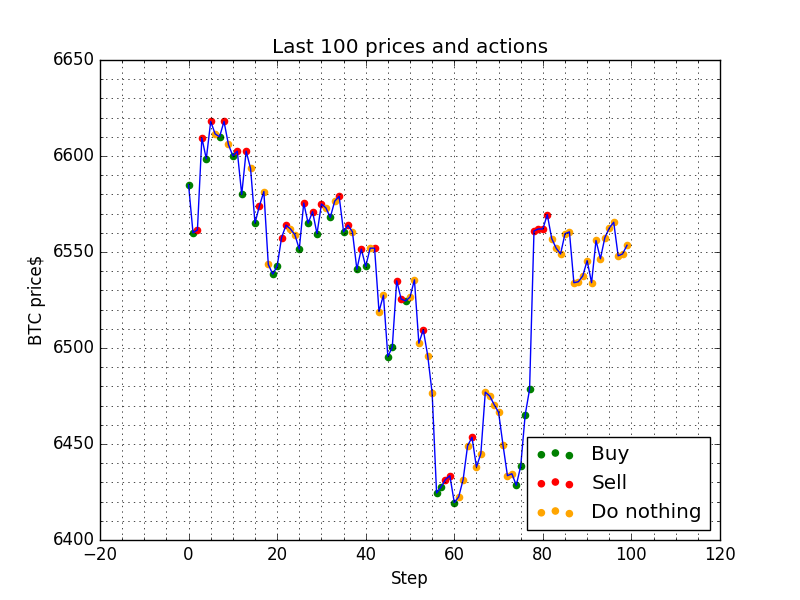 Last 100 prices and actions
6650
6600
6550
6500
6450
6400
BTC price$
Buy
Sell
Do nothing
−20 0 20 40 60 80 100 120
Step